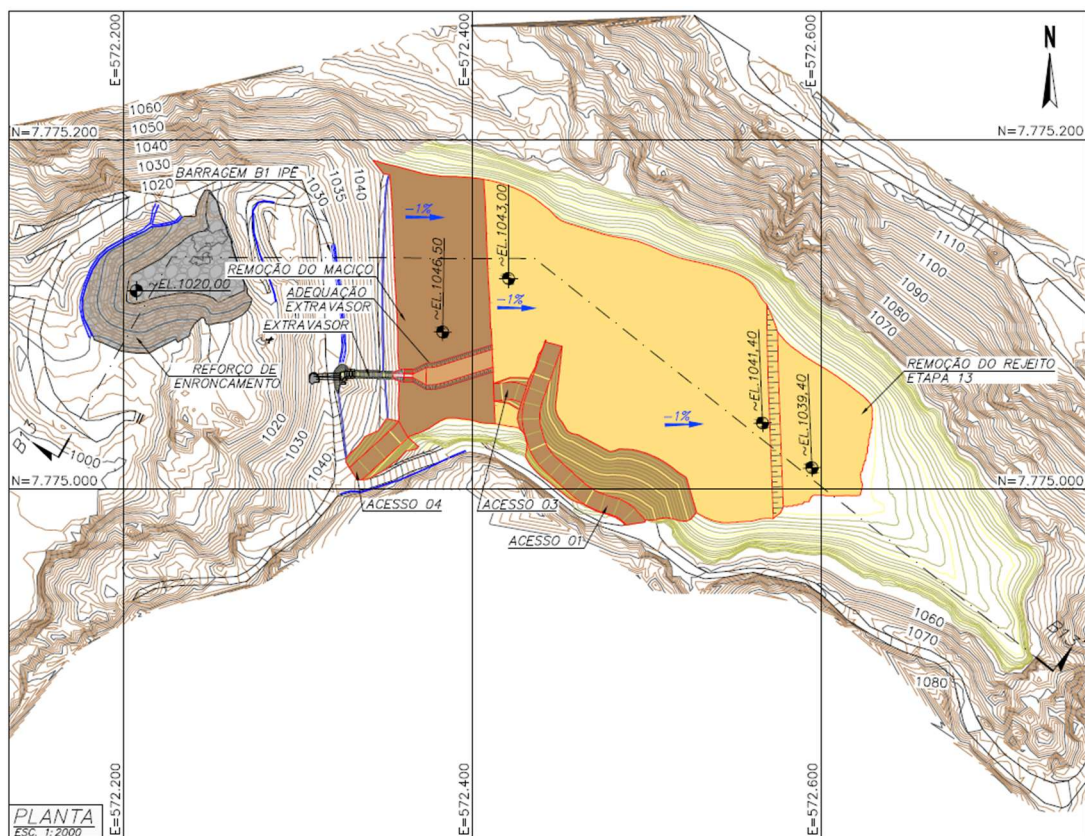 E=572.200
E=572.400
E=572.600
N
N=7.775.200
N=7.775.200
1060
1050
1040
1030
1020
BARRAGEM B1 IPÊ
1030
1035
1040
-1%
~EL.1046,50
~EL.1043,00
-1%
~EL.1020,00
REMOÇÃO DO MACIÇO
ADEQUAÇÃO
EXTRAVASOR
EXTRAVASOR
REFORÇO DE
ENRONCAMENTO
1110
1100
1090
1080
1070
REMOÇÃO DO REJEITO
ETAPA 13
~EL.1041,40
~EL.1039,40
-1%
1020
1030
1040
B13
1000
N=7.775.000
N=7.775.000
ACESSO 04
ACESSO 03
ACESSO 01
1060
1070
1080
B13'
E=572.200
E=572.400
E=572.600
PLANTA
ESC. 1:2000